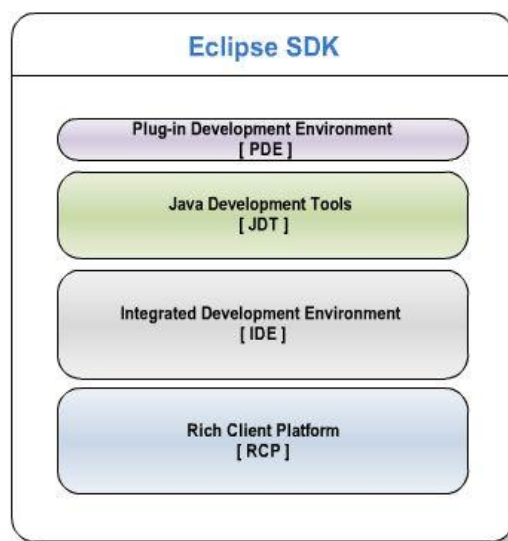 Eclipse SDK
Plug-in Development Environment
[ PDE ]
Java Development Tools
[ JDT ]
Integrated Development Environment
[ IDE ]
Rich Client Platform
[ RCP ]